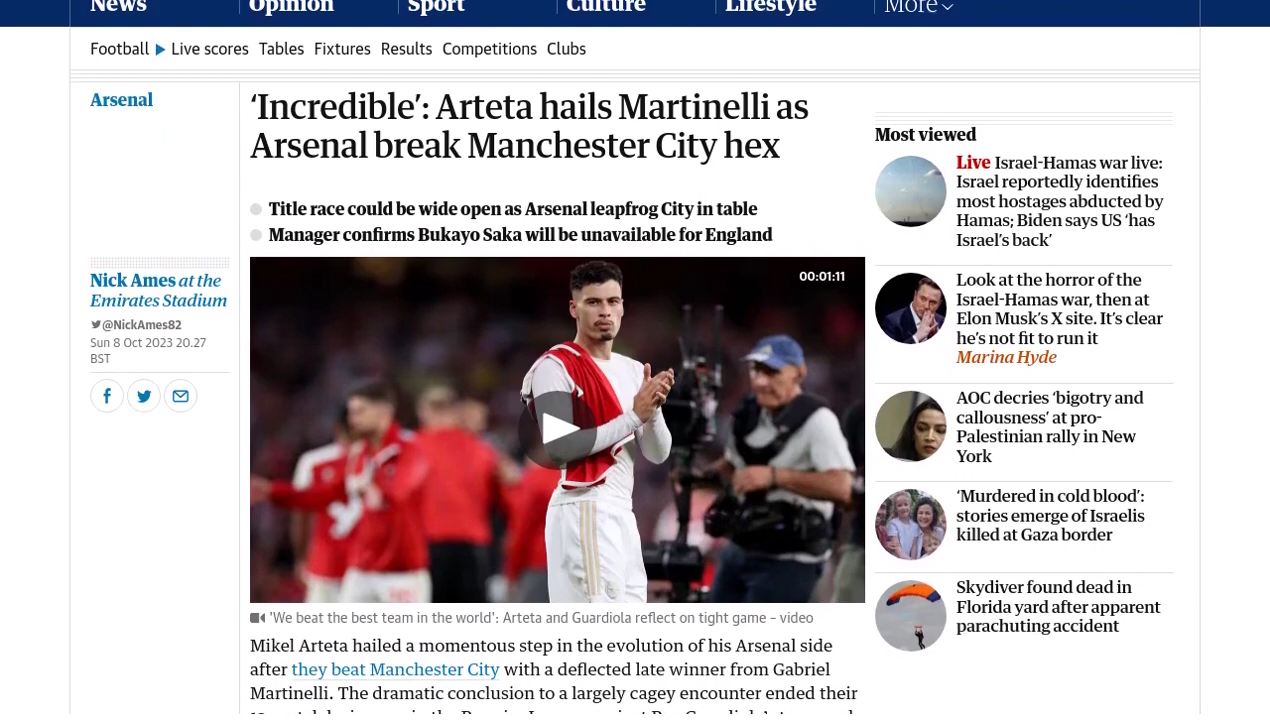 News
Opinion
Sport
Culture
Lifestyle
More
Football
Live scores
Tables
Fixtures
Results
Competitions
Clubs
Arsenal
‘Incredible’: Arteta hails Martinelli as
Arsenal break Manchester City hex
Title race could be wide open as Arsenal leapfrog City in table
Manager confirms Bukayo Saka will be unavailable for England
Nick Ames at the
Emirates Stadium
@NickAmes82
Sun 8 Oct 2023 20.27
BST
00:01:11
'We beat the best team in the world': Arteta and Guardiola reflect on tight game – video
Mikel Arteta hailed a momentous step in the evolution of his Arsenal side
after they beat Manchester City with a deflected late winner from Gabriel
Martinelli. The dramatic conclusion to a largely cagey encounter ended their
Most viewed
Live Israel-Hamas war live:
Israel reportedly identifies
most hostages abducted by
Hamas; Biden says US ‘has
Israel’s back’
Look at the horror of the
Israel-Hamas war, then at
Elon Musk’s X site. It’s clear
he’s not fit to run it
Marina Hyde
AOC decries ‘bigotry and
callousness’ at pro-
Palestinian rally in New
York
‘Murdered in cold blood’:
stories emerge of Israelis
killed at Gaza border
Skydiver found dead in
Florida yard after apparent
parachuting accident